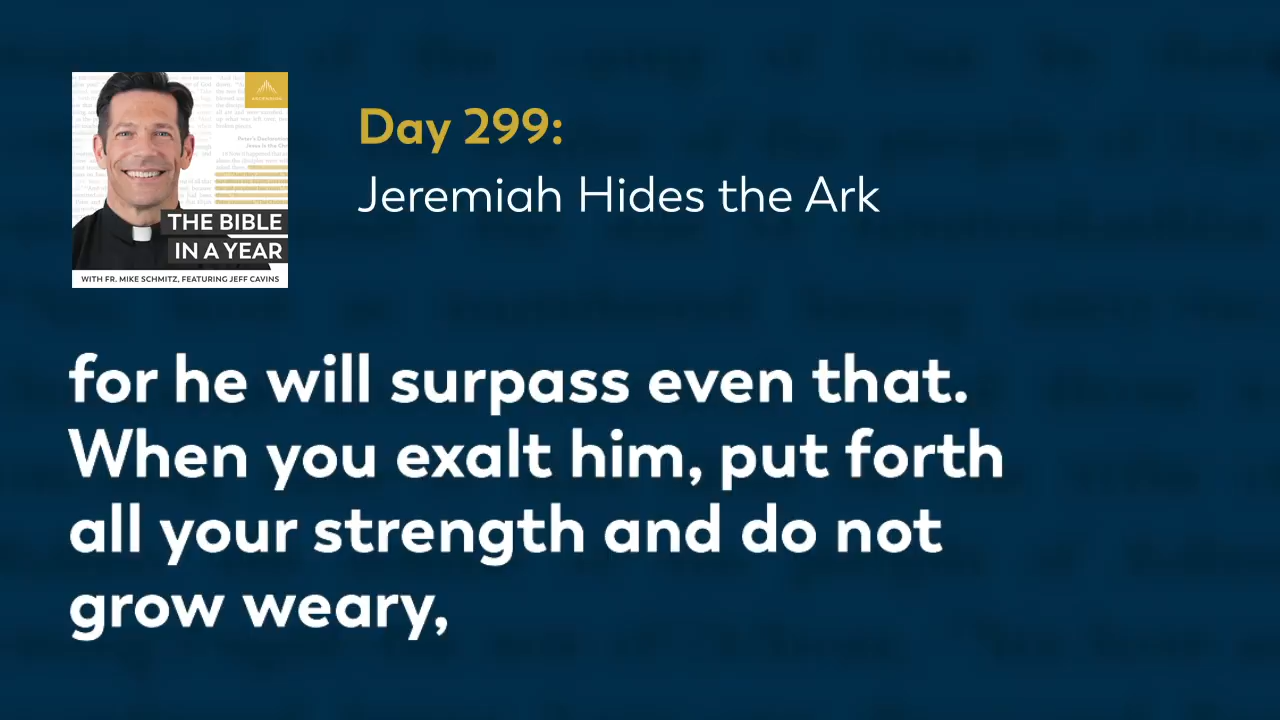 THE BIBLE
IN A YEAR
WITH FR. MIKE SCHMITZ, FEATURING JEFF CAVINS
Day 299:
Jeremiah Hides the Ark
for he will surpass even that.
When you exalt him, put forth
all your strength and do not
grow weary,